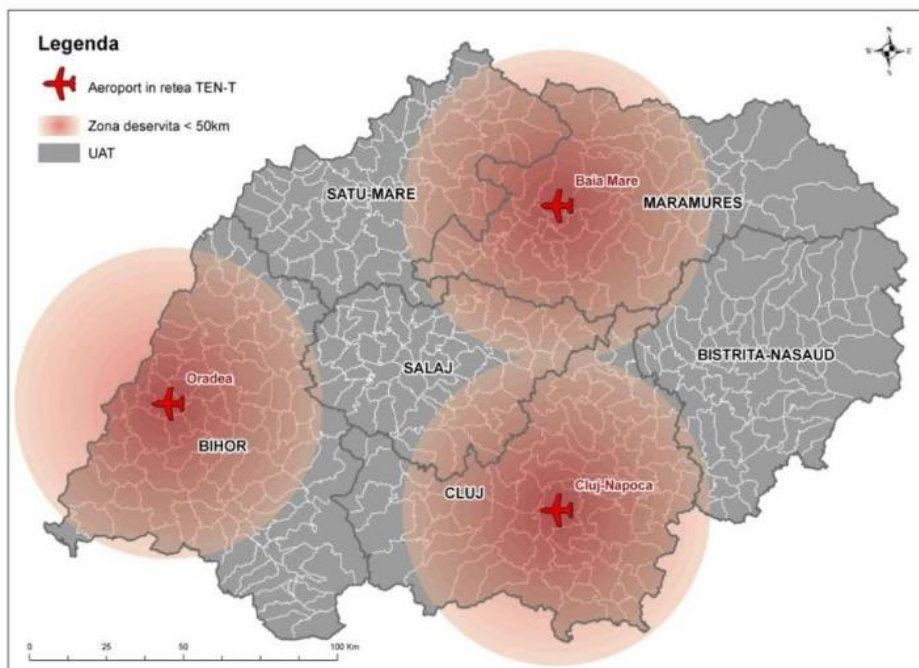 Legenda
Aeroport in retea TEN-T
Zona deservita < 50km
UAT
N
W E
S
Baia Mare
SATU-MARE
MARAMURES
Oradea
SALAJ
BISTRITA-NASAUD
BIHOR
CLUJ
Cluj-Napoca
0 25 50 100 Km